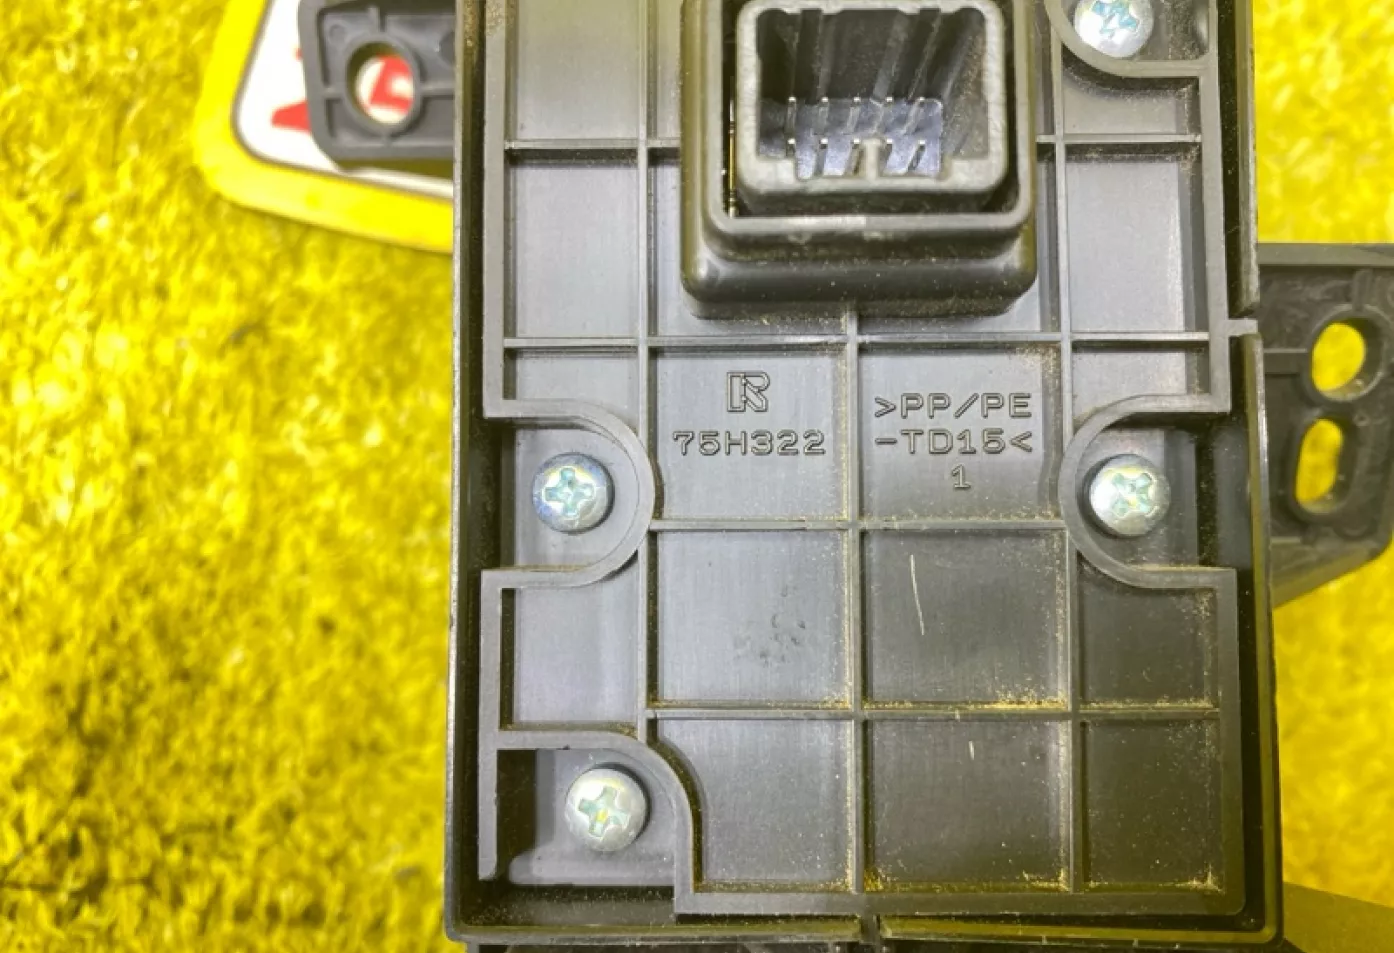 R
75H322
>PP/PE
-TD15<
1